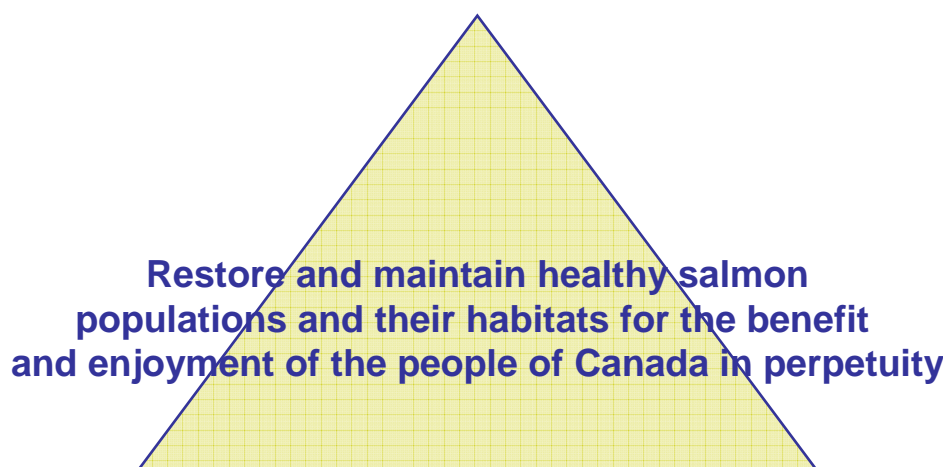 Restore and maintain healthy salmon
populations and their habitats for the benefit
and enjoyment of the people of Canada in perpetuity